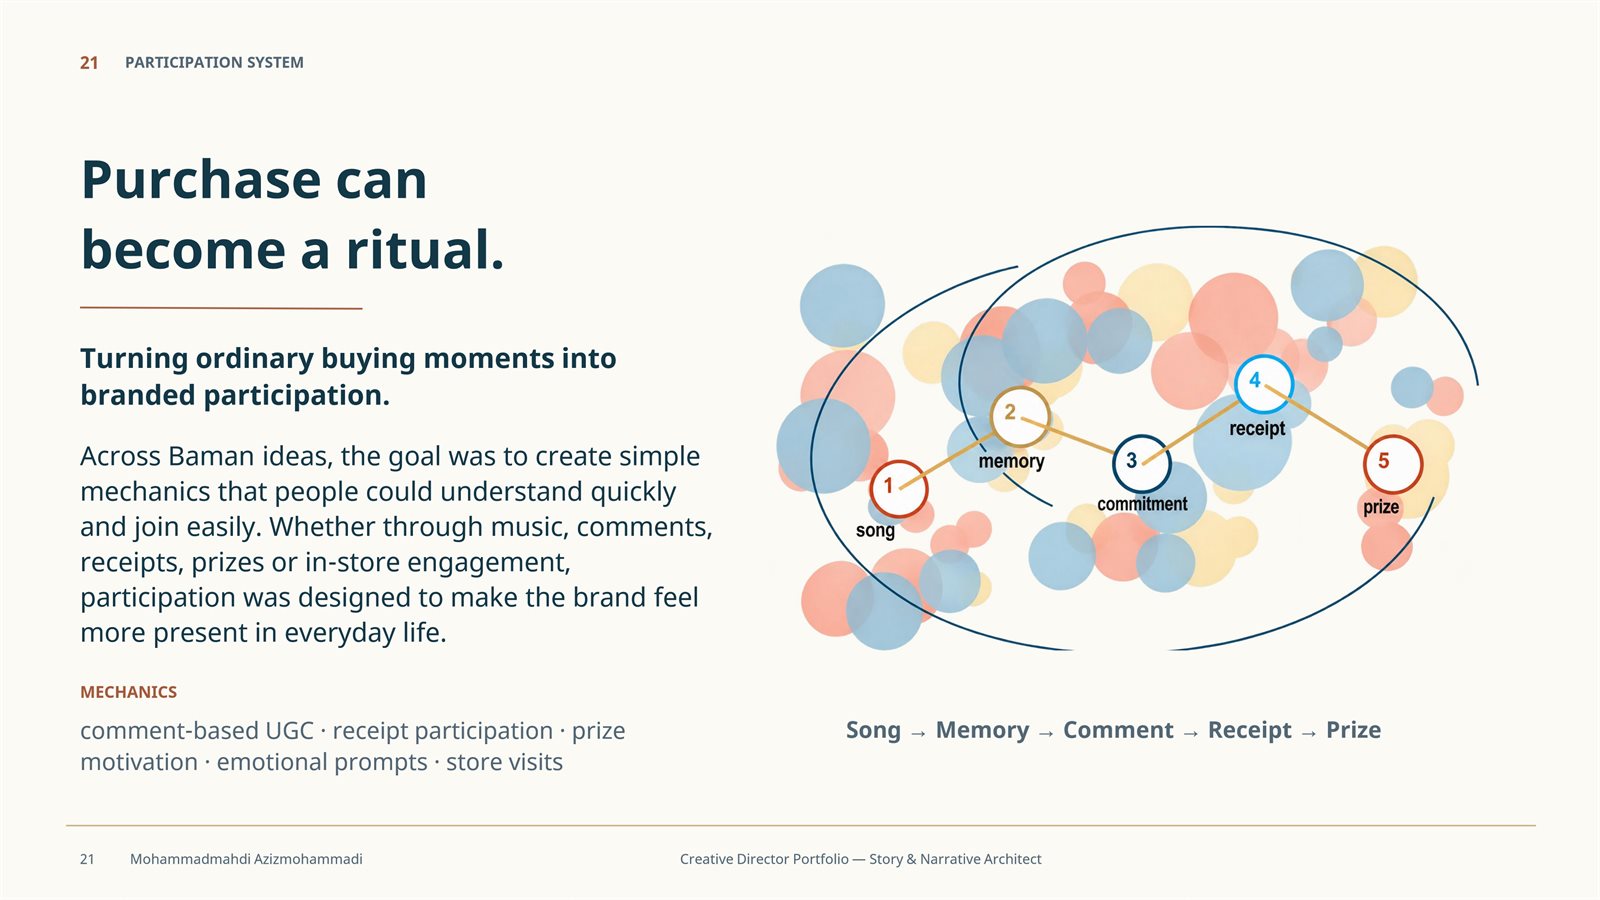 21 PARTICIPATION SYSTEM
Purchase can
become a ritual.
Turning ordinary buying moments into
branded participation.
Across Baman ideas, the goal was to create simple
mechanics that people could understand quickly
and join easily. Whether through music, comments,
receipts, prizes or in-store engagement,
participation was designed to make the brand feel
more present in everyday life.
MECHANICS
comment-based UGC · receipt participation · prize
motivation · emotional prompts · store visits
1
song
2
memory
3
commitment
4
receipt
5
prize
Song → Memory → Comment → Receipt → Prize
21 Mohammadmahdi Azizmohammadi Creative Director Portfolio — Story & Narrative Architect